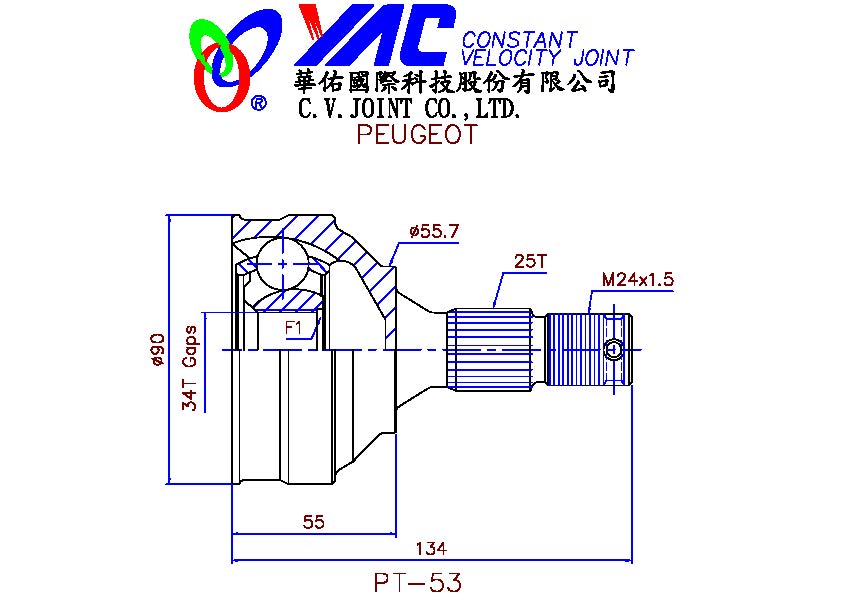 YAC CONSTANT
VELOCITY JOINT
®
華佑國際科技股份有限公司
C.V.JOINT CO.,LTD.
PEUGEOT
ø55.7
25T
M24x1.5
F1
ø90
34T Gaps
55
134
PT-53